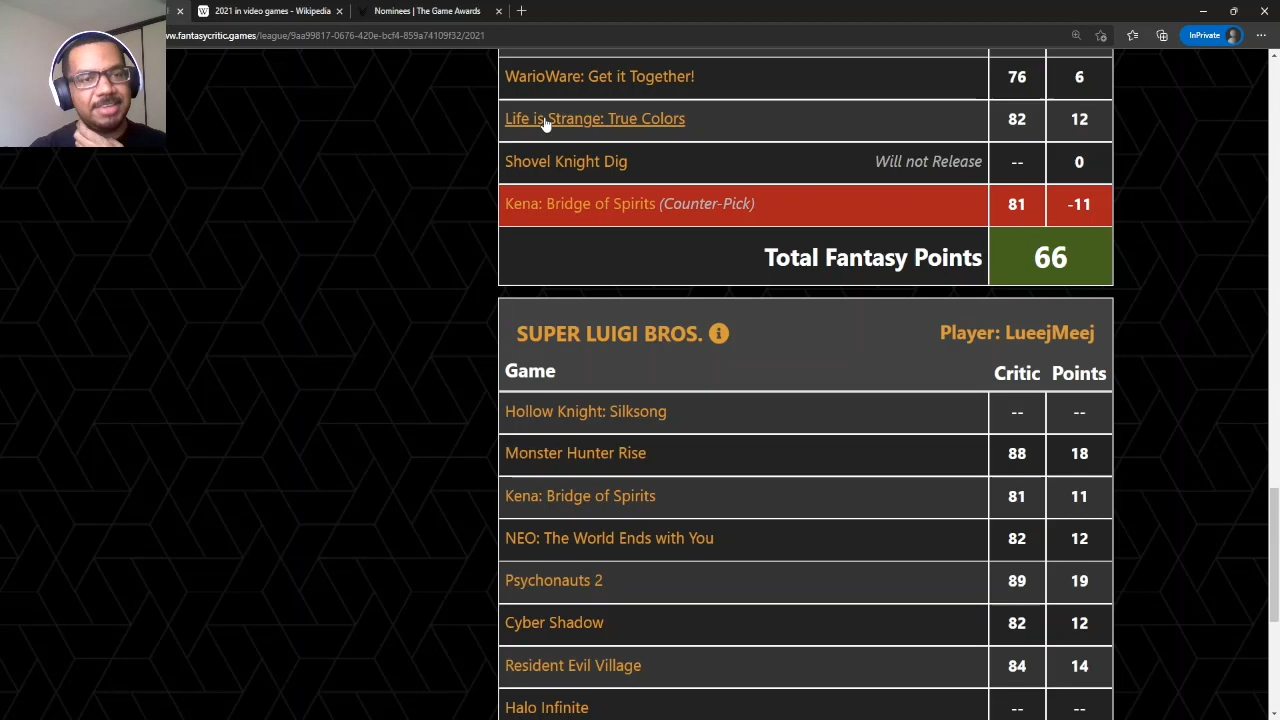 2021 in video games - Wikipedia
Nominees | The Game Awards
ww.fantasycritic.games/league/9aa99817-0676-420e-bcf4-859a74109f32/2021
InPrivate
WarioWare: Get it Together! 76 6
Life is Strange: True Colors 82 12
Shovel Knight Dig Will not Release -- 0
Kena: Bridge of Spirits (Counter-Pick) 81 -11
Total Fantasy Points 66
SUPER LUIGI BROS. Player: LueejMeej
Game Critic Points
Hollow Knight: Silksong -- --
Monster Hunter Rise 88 18
Kena: Bridge of Spirits 81 11
NEO: The World Ends with You 82 12
Psychonauts 2 89 19
Cyber Shadow 82 12
Resident Evil Village 84 14
Halo Infinite -- --